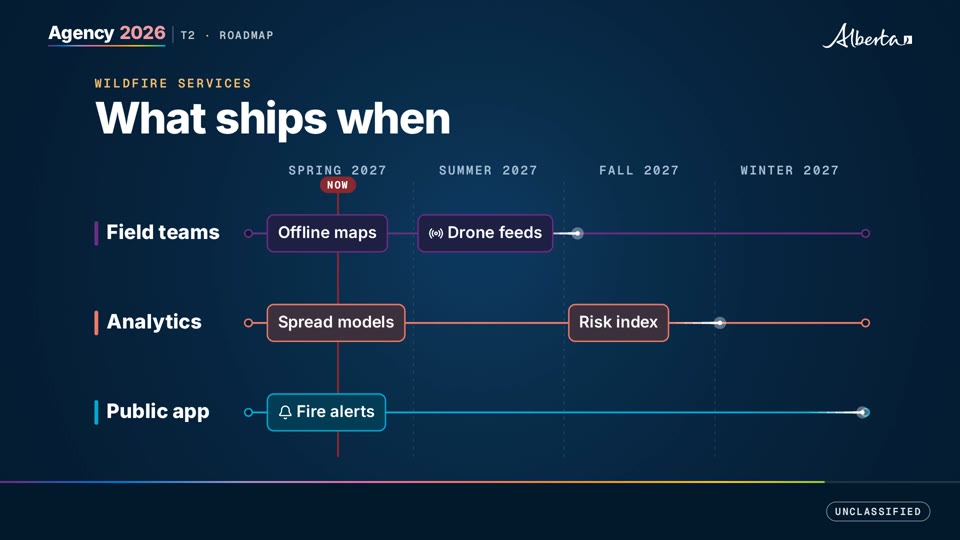 Agency 2026 T2 · ROADMAP
Alberta
WILDFIRE SERVICES
What ships when
SPRING 2027 SUMMER 2027 FALL 2027 WINTER 2027
NOW
Field teams Offline maps Drone feeds
Analytics Spread models Risk index
Public app Fire alerts
UNCLASSIFIED